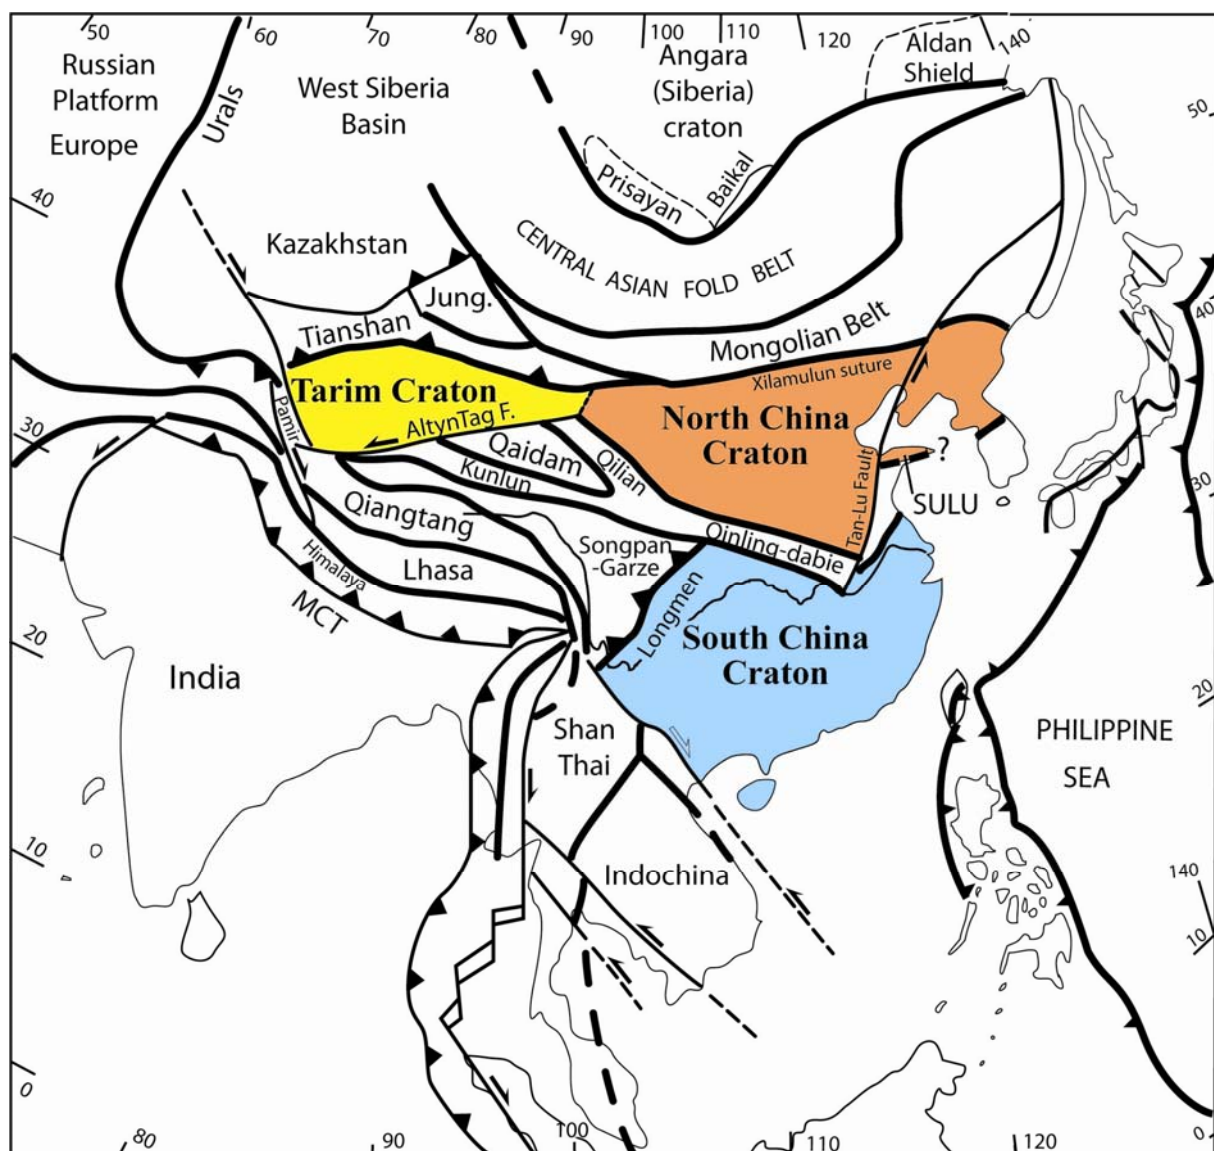 50
60
70
80
90
100
110
120
140
Russian
Platform
Europe
Urals
West Siberia
Basin
Angara
(Siberia)
craton
Aldan
Shield
50
Prisayan
Baikal
40
Kazakhstan
CENTRAL ASIAN FOLD BELT
Jung.
Tianshan
Mongolian Belt
40
Xilamulun suture
Tarim Craton
AltynTag F.
Pamir
North China
Craton
30
Qaidam
Qilian
Kunlun
Tan-Lu Fault
?
SULU
30
Qiangtang
Songpan
-Garze
Qinling-dabie
Himalaya
Lhasa
MCT
Longmen
South China
Craton
20
India
20
Shan
Thai
PHILIPPINE
SEA
10
Indochina
140
10
0
80
90
100
110
120
0